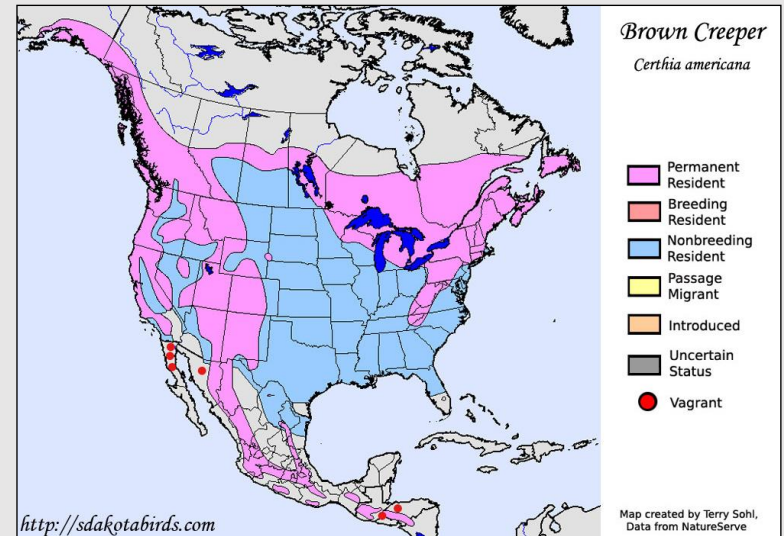 Brown Creeper
Certhia americana
Permanent
Resident
Breeding
Resident
Nonbreeding
Resident
Passage
Migrant
Introduced
Uncertain
Status
Vagrant
Map created by Terry Sohl,
Data from NatureServe
http://sdakotabirds.com